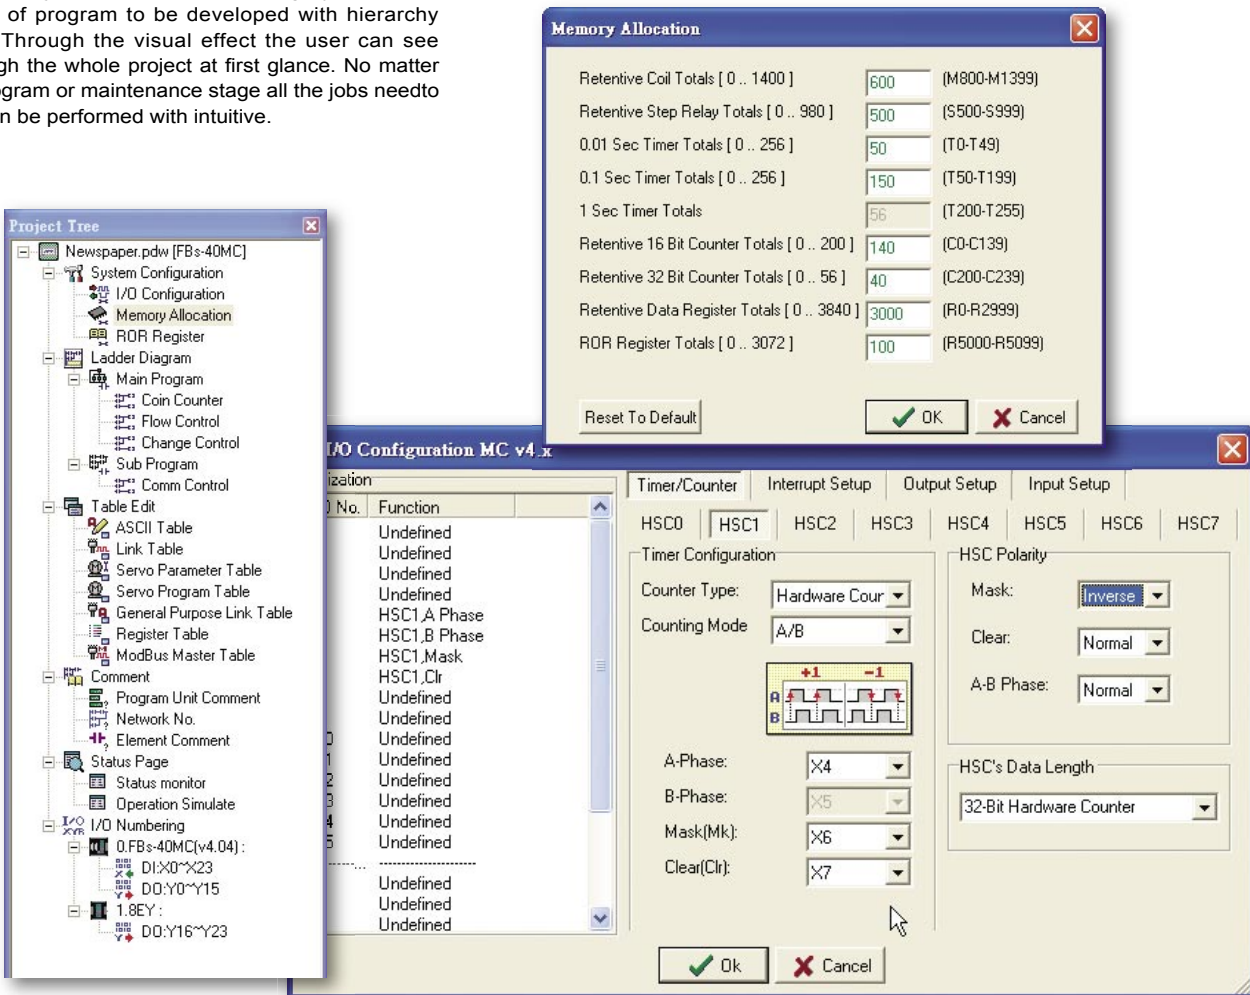 of program to be developed with hierarchy
Through the visual effect the user can see
the whole project at first glance. No matter
or maintenance stage all the jobs needto
be performed with intuitive.
Memory Allocation
Retentive Coil Totals [ 0 .. 1400 ] 600 (M800-M1399)
Retentive Step Relay Totals [ 0 .. 980 ] 500 (S500-S999)
0.01 Sec Timer Totals [ 0 .. 256 ] 50 (T0-T49)
0.1 Sec Timer Totals [ 0 .. 256 ] 150 (T50-T199)
1 Sec Timer Totals 56 (T200-T255)
Retentive 16 Bit Counter Totals [ 0 .. 200 ] 140 (C0-C139)
Retentive 32 Bit Counter Totals [ 0 .. 56 ] 40 (C200-C239)
Retentive Data Register Totals [ 0 .. 3840 ] 3000 (R0-R2999)
ROR Register Totals [ 0 .. 3072 ] 100 (R5000-R5099)
Reset To Default OK Cancel
Project Tree
Newspaper.pdw [FBs-40MC]
System Configuration
I/O Configuration
Memory Allocation
ROR Register
Ladder Diagram
Main Program
Coin Counter
Flow Control
Change Control
Sub Program
Comm Control
Table Edit
ASCII Table
Link Table
Servo Parameter Table
Servo Program Table
General Purpose Link Table
Register Table
ModBus Master Table
Comment
Program Unit Comment
Network No.
Element Comment
Status Page
Status monitor
Operation Simulate
I/O Numbering
0.FBs-40MC(v4.04) :
DI:X0~X23
DO:Y0~Y15
1.8EY :
DO:Y16~Y23
I/O Configuration MC v4.x
No. Function
Undefined
Undefined
Undefined
Undefined
HSC1,A Phase
HSC1,B Phase
HSC1,Mask
HSC1,Clr
Undefined
Undefined
Undefined
Undefined
Undefined
Undefined
Undefined
Undefined
Undefined
Undefined
Undefined
Timer/Counter Interrupt Setup Output Setup Input Setup
HSC0 HSC1 HSC2 HSC3 HSC4 HSC5 HSC6 HSC7
Timer Configuration
Counter Type: Hardware Cour
Counting Mode A/B
+1 -1
A
B
A-Phase: X4
B-Phase: X5
Mask(Mk): X6
Clear(Clr): X7
HSC Polarity
Mask: Inverse
Clear: Normal
A-B Phase: Normal
HSC's Data Length
32-Bit Hardware Counter
Ok Cancel